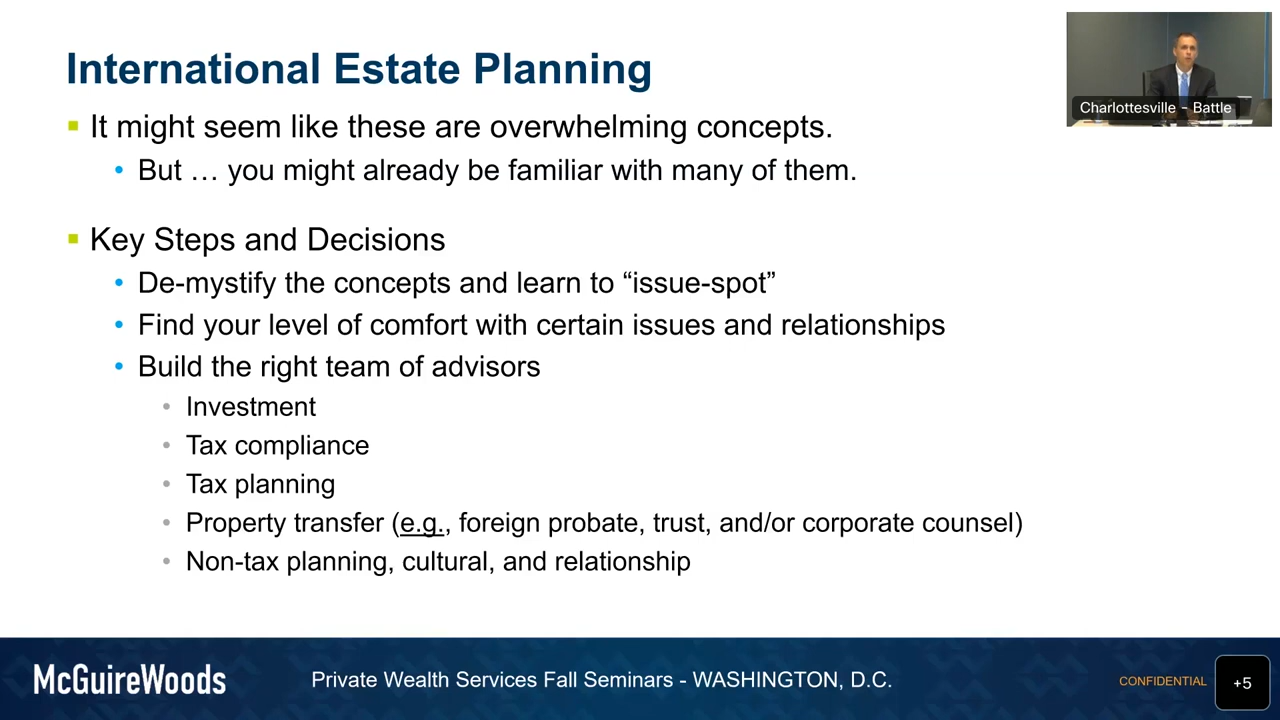 International Estate Planning
It might seem like these are overwhelming concepts.
But … you might already be familiar with many of them.
Key Steps and Decisions
De-mystify the concepts and learn to “issue-spot”
Find your level of comfort with certain issues and relationships
Build the right team of advisors
Investment
Tax compliance
Tax planning
Property transfer (e.g., foreign probate, trust, and/or corporate counsel)
Non-tax planning, cultural, and relationship
Charlottesville - Battle
McGuireWoods
Private Wealth Services Fall Seminars - WASHINGTON, D.C.
CONFIDENTIAL
+5